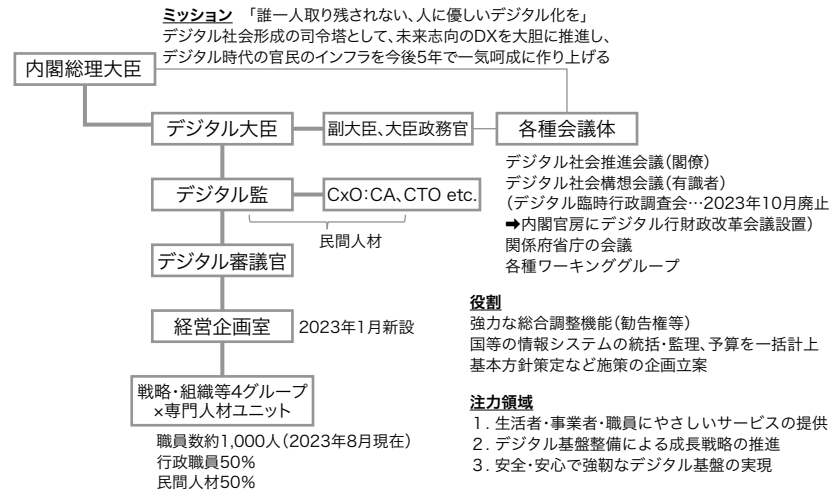 ミッション 「誰一人取り残されない、人に優しいデジタル化を」
デジタル社会形成の司令塔として、未来志向のDXを大胆に推進し、
デジタル時代の官民のインフラを今後5年で一気呵成に作り上げる
内閣総理大臣
デジタル大臣
副大臣、大臣政務官
各種会議体
デジタル社会推進会議（閣僚）
デジタル社会構想会議（有識者）
（デジタル臨時行政調査会…2023年10月廃止
➡内閣官房にデジタル行財政改革会議設置）
関係府省庁の会議
各種ワーキンググループ
デジタル監
CxO：CA、CTO etc.
民間人材
デジタル審議官
経営企画室
2023年1月新設
戦略・組織等4グループ
×専門人材ユニット
職員数約1,000人（2023年8月現在）
行政職員50%
民間人材50%
役割
強力な総合調整機能（勧告権等）
国等の情報システムの統括・監理、予算を一括計上
基本方針策定など施策の企画立案
注力領域
1．生活者・事業者・職員にやさしいサービスの提供
2．デジタル基盤整備による成長戦略の推進
3．安全・安心で強靭なデジタル基盤の実現